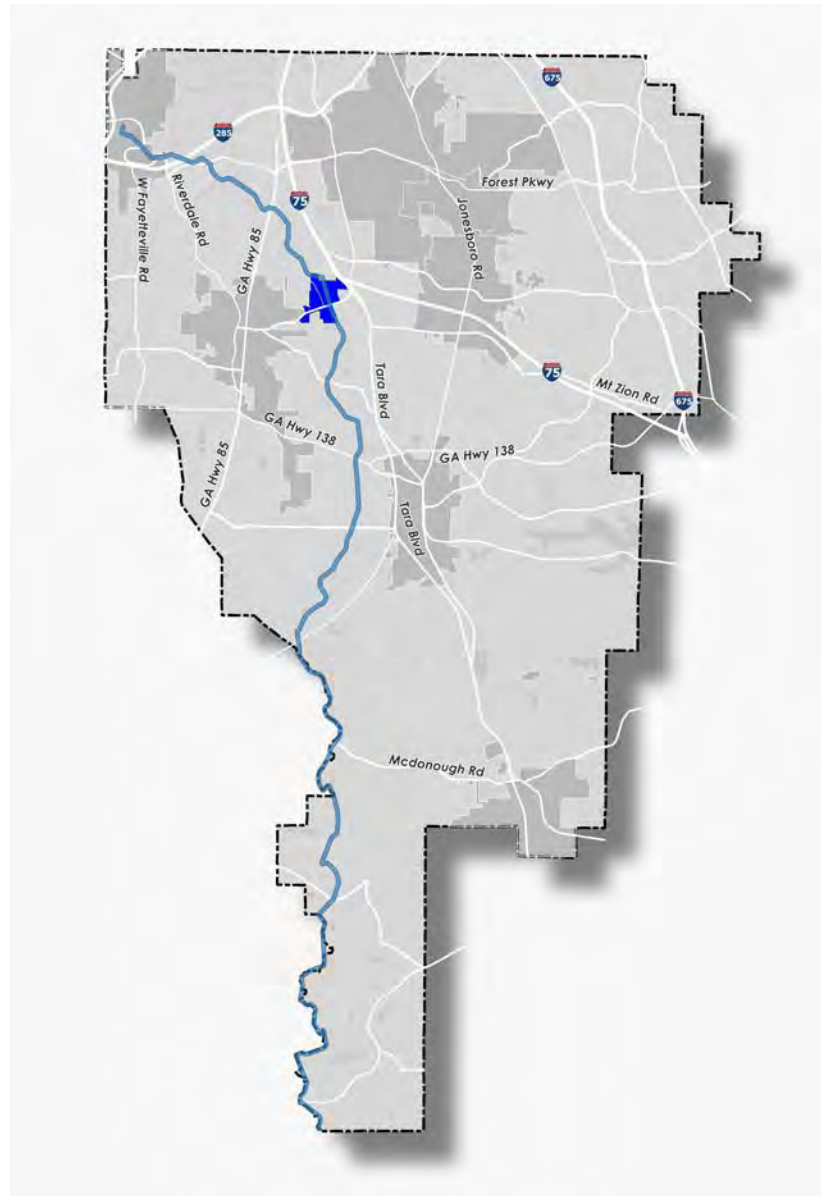 675
285
Forest Pkwy
W Fayetteville Rd
Riverdale Rd
75
Jonesboro Rd
GA Hwy 85
75
Mt Zion Rd
Tara Blvd
675
GA Hwy 138
GA Hwy 138
GA Hwy 85
Tara Blvd
Mcdonough Rd